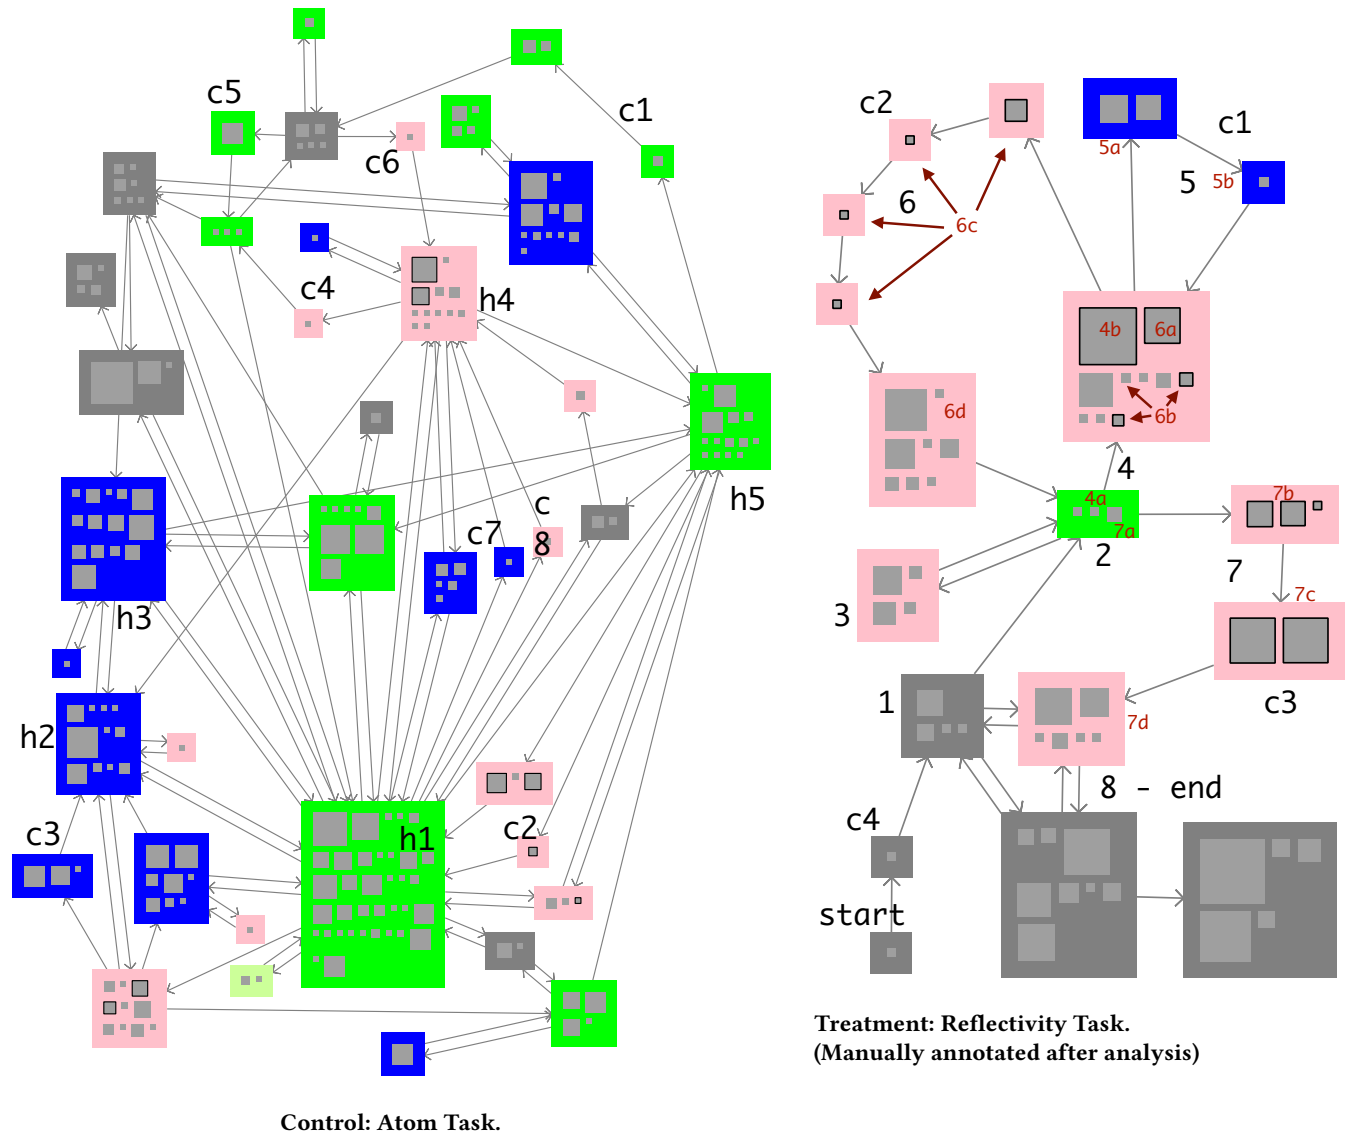 c5
c6
c1
c4
h4
h5
c
8
c7
h3
h2
c3
h1
c2
Control: Atom Task.
c2
6
6c
c1
5a
5
5b
4b
6a
6b
6d
4
4a
7a
2
7b
7
7c
3
1
c3
7d
8 - end
c4
start
Treatment: Reflectivity Task.
(Manually annotated after analysis)